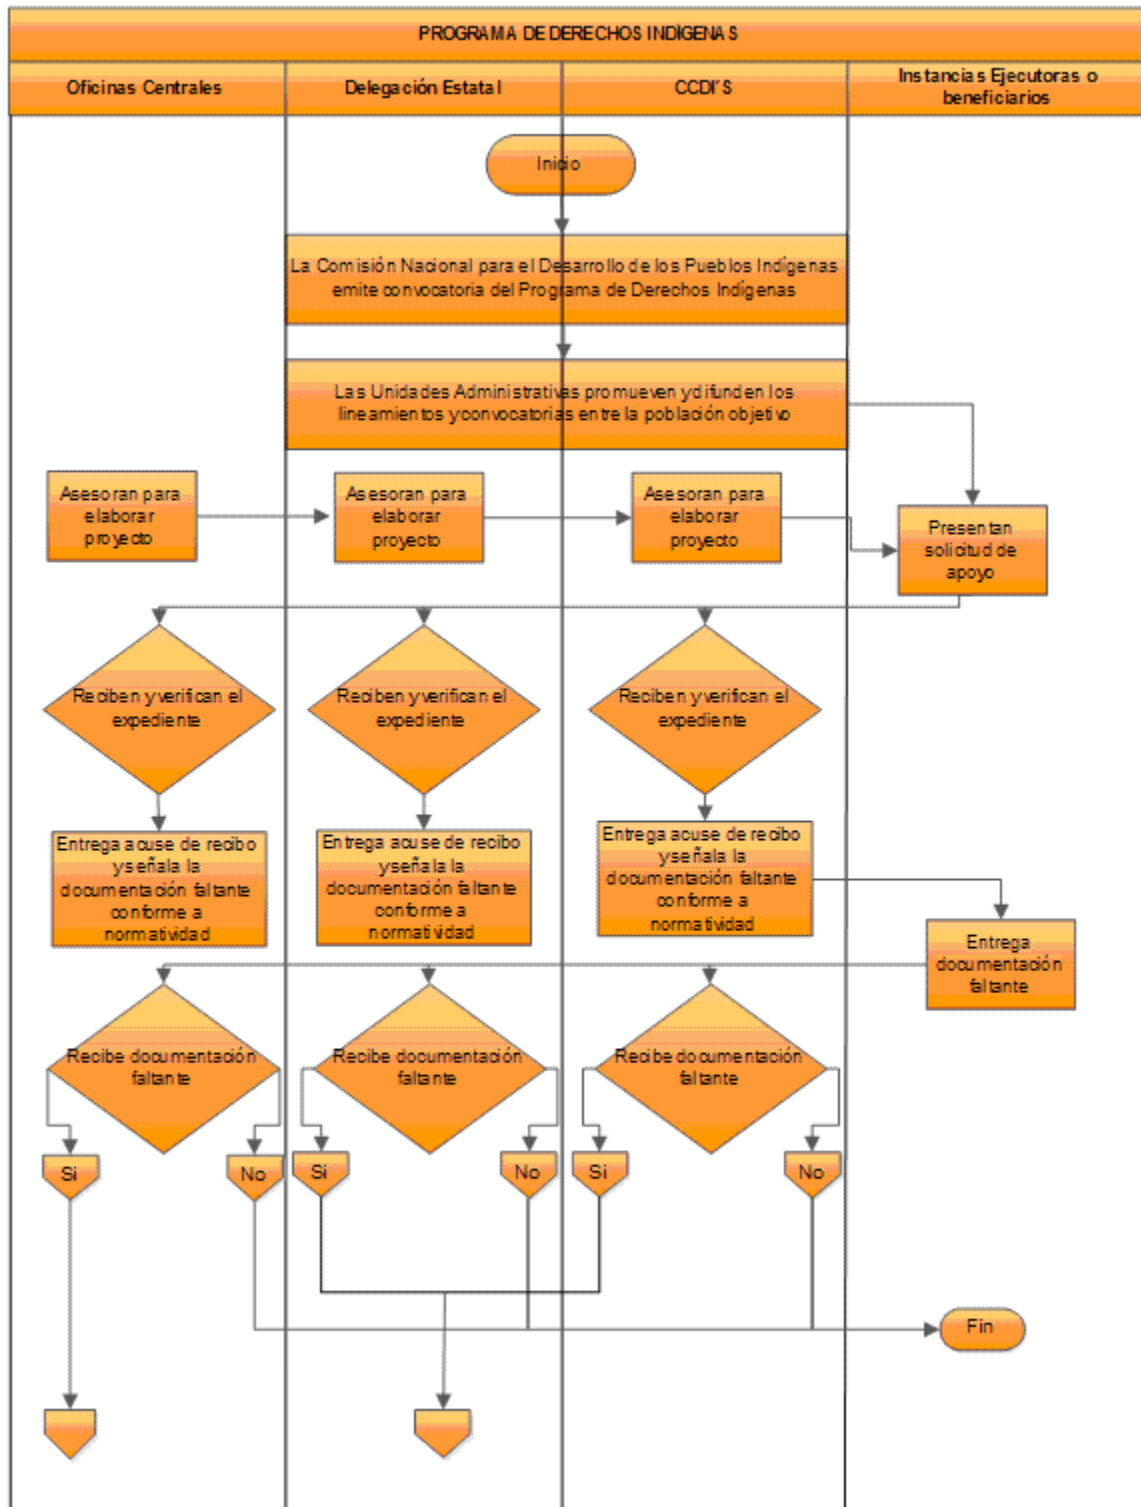 PROGRAMA DE DERECHOS INDÍGENAS
Oficinas Centrales
Delegación Estatal
CCDI'S
Instancias Ejecutoras o
beneficiarios
Inicio
La Comisión Nacional para el Desarrollo de los Pueblos Indígenas
emite convocatoria del Programa de Derechos Indígenas
Las Unidades Administrativas promueven y difunden los
lineamientos y convocatorias entre la población objetivo
Asesoran para
elaborar
proyecto
Asesoran para
elaborar
proyecto
Asesoran para
elaborar
proyecto
Presentan
solicitud de
apoyo
Reciben y verifican el
expediente
Reciben y verifican el
expediente
Reciben y verifican el
expediente
Entrega acuse de recibo
y señala la
documentación faltante
conforme a
normatividad
Entrega acuse de recibo
y señala la
documentación faltante
conforme a
normatividad
Entrega acuse de recibo
y señala la
documentación faltante
conforme a
normatividad
Entrega
documentación
faltante
Recibe documentación
faltante
Recibe documentación
faltante
Recibe documentación
faltante
Si
No
Si
No
Si
No
Fin